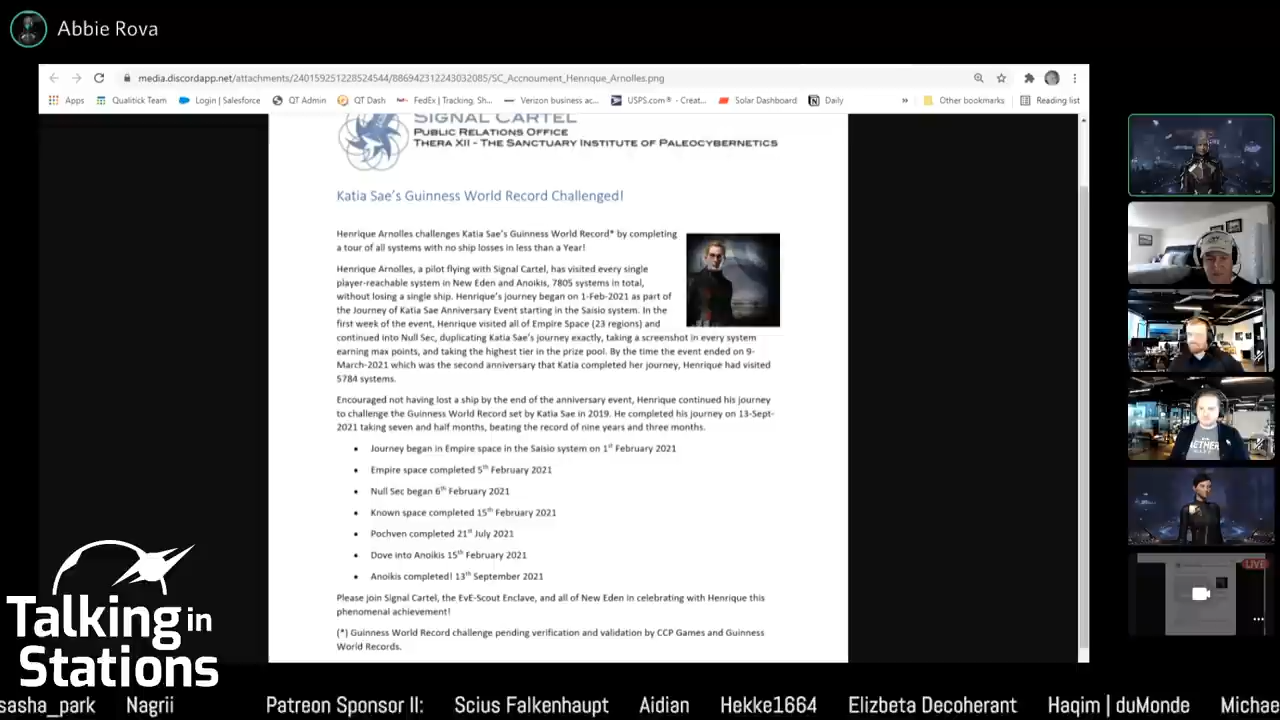 Abbie Rova
media.discordapp.net/attachments/240159251228524544/886942312243032085/SC_Accnoument_Henrique_Arnolles.png
Apps Qualitick Team Login | Salesforce QT Admin QT Dash FedEx | Tracking, Sh... Verizon business ac... USPS.com® - Creat... Solar Dashboard Daily » Other bookmarks Reading list
SIGNAL CARTEL
PUBLIC RELATIONS OFFICE
THERA XII - THE SANCTUARY INSTITUTE OF PALEOCYBERNETICS
Katia Sae's Guinness World Record Challenged!
Henrique Arnolles challenges Katia Sae's Guinness World Record* by completing
a tour of all systems with no ship losses in less than a Year!
Henrique Arnolles, a pilot flying with Signal Cartel, has visited every single
player-reachable system in New Eden and Anoikis, 7805 systems in total,
without losing a single ship. Henrique's journey began on 1-Feb-2021 as part of
the Journey of Katia Sae Anniversary Event starting in the Saisio system. In the
first week of the event, Henrique visited all of Empire Space (23 regions) and
continued into Null Sec, duplicating Katia Sae's journey exactly, taking a screenshot in every system
earning max points, and taking the highest tier in the prize pool. By the time the event ended on 9-
March-2021 which was the second anniversary that Katia completed her journey, Henrique had visited
5784 systems.
Encouraged not having lost a ship by the end of the anniversary event, Henrique continued his journey
to challenge the Guinness World Record set by Katia Sae in 2019. He completed his journey on 13-Sept-
2021 taking seven and half months, beating the record of nine years and three months.
• Journey began in Empire space in the Saisio system on 1st February 2021
• Empire space completed 5th February 2021
• Null Sec began 6th February 2021
• Known space completed 15th February 2021
• Pochven completed 21st July 2021
• Dove into Anoikis 15th February 2021
• Anoikis completed! 13th September 2021
Please join Signal Cartel, the EvE-Scout Enclave, and all of New Eden in celebrating with Henrique this
phenomenal achievement!
(*) Guinness World Record challenge pending verification and validation by CCP Games and Guinness
World Records.
LIVE
Talking in
Stations
sasha_park Nagrii Patreon Sponsor II: Scius Falkenhaupt Aidian Hekke1664 Elizbeta Decoherant Haqim | duMonde Michae